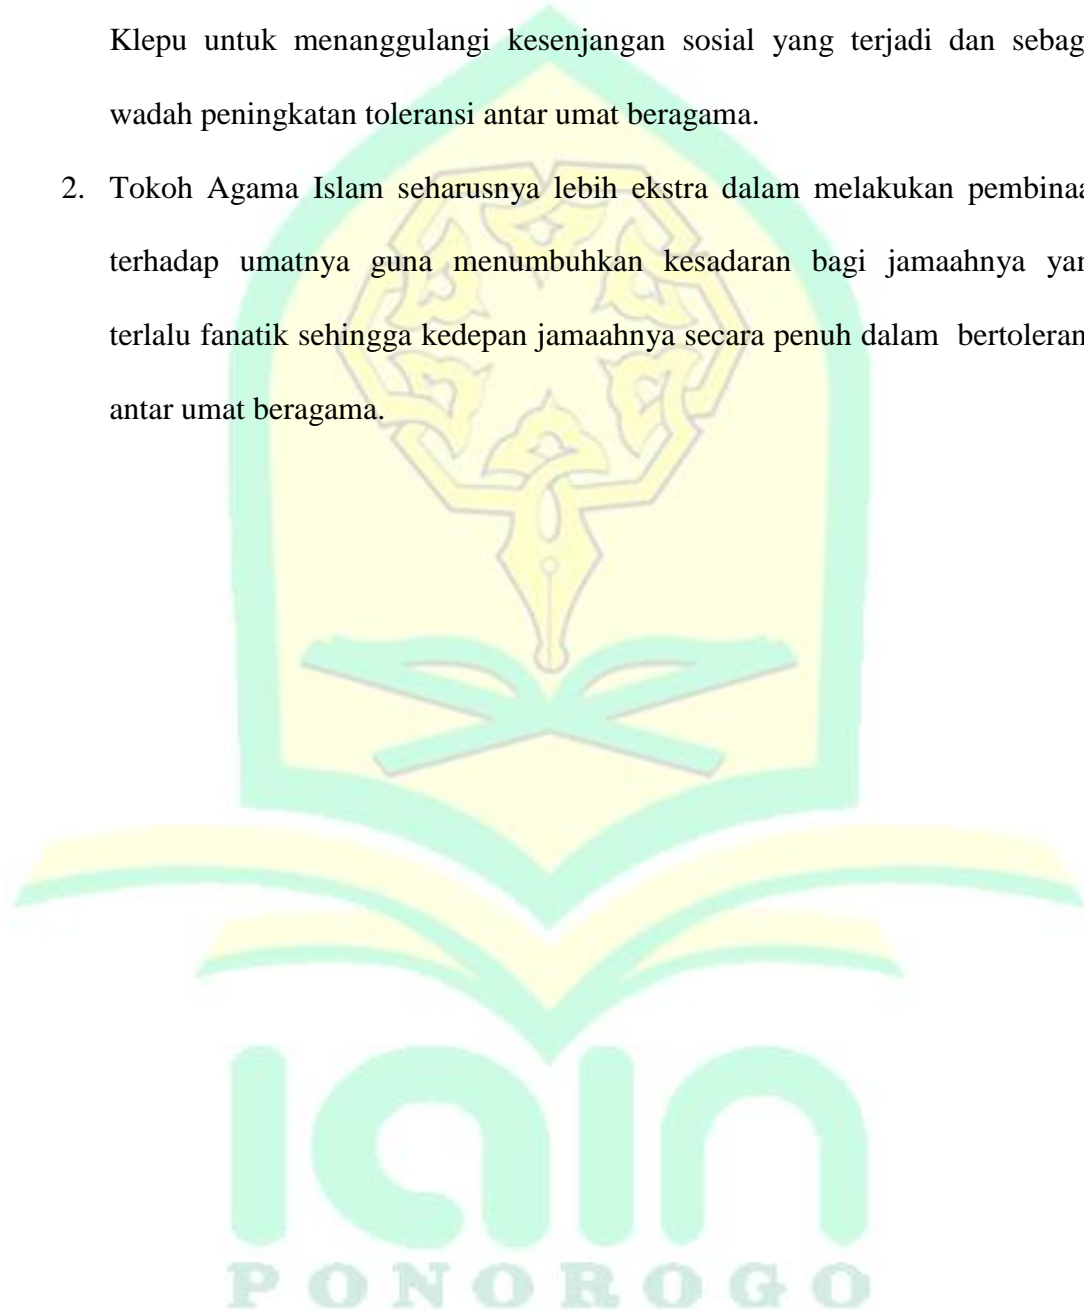 Klepu untuk menanggulangi kesenjangan sosial yang terjadi dan sebag
wadah peningkatan toleransi antar umat beragama.
2. Tokoh Agama Islam seharusnya lebih ekstra dalam melakukan pembinaa
terhadap umatnya guna menumbuhkan kesadaran bagi jamaahnya yan
terlalu fanatik sehingga kedepan jamaahnya secara penuh dalam bertoleran
antar umat beragama.
iain
PONOROGO